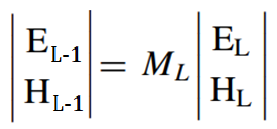 |E_{L-1}| = M_L |E_L|
|H_{L-1}| |H_L|